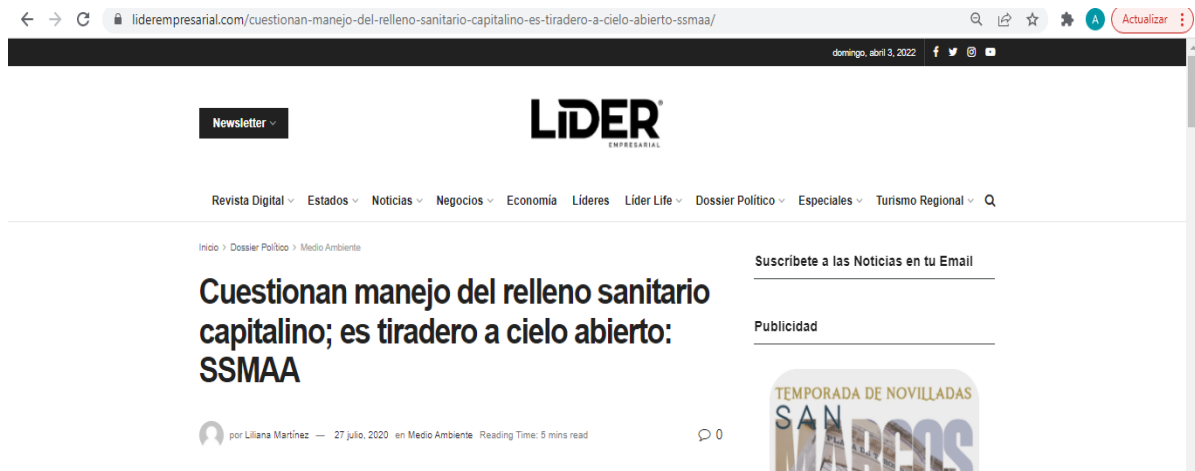 liderempresarial.com/cuestionan-manejo-del-relleno-sanitario-capitalino-es-tiradero-a-cielo-abierto-ssmaa/
A
Actualizar
domingo, abril 3, 2022
Newsletter
LiDER®
EMPRESARIAL
Revista Digital Estados Noticias Negocios Economía Líderes Líder Life Dossier Político Especiales Turismo Regional
Inicio > Dossier Político > Medio Ambiente
Cuestionan manejo del relleno sanitario
capitalino; es tiradero a cielo abierto:
SSMAA
por Liliana Martínez — 27 julio, 2020 en Medio Ambiente Reading Time: 5 mins read
0
Suscríbete a las Noticias en tu Email
Publicidad
TEMPORADA DE NOVILLADAS
SAN
MARCOS